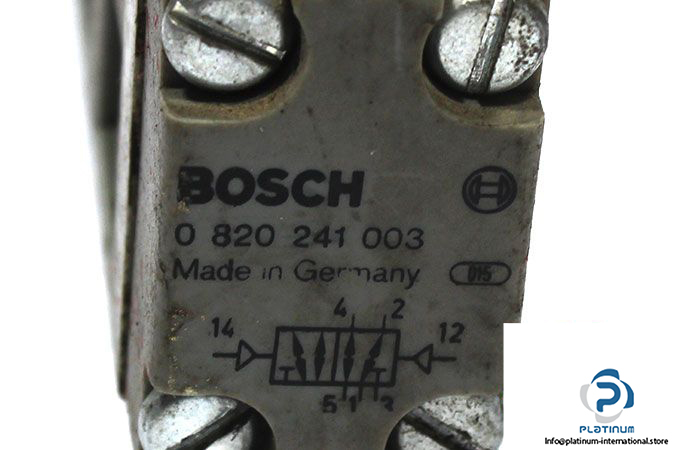 BOSCH
0 820 241 003
Made in Germany
015
4 2
14 12
5 1 3
PLATINUM
info@platinum-international.store